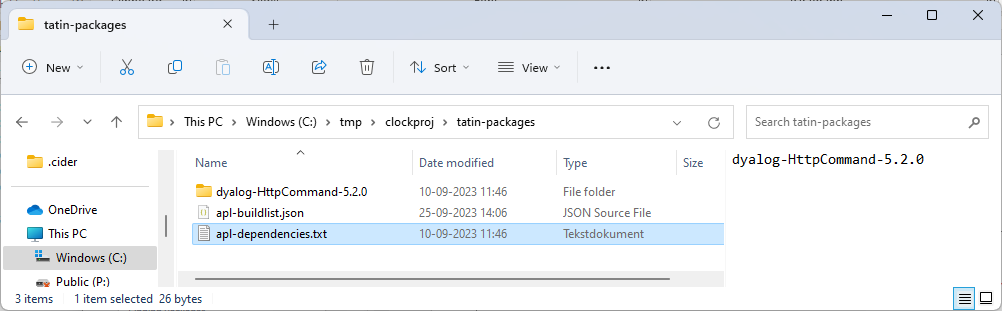 tatin-packages
New
Sort
View
This PC
Windows (C:)
tmp
clockproj
tatin-packages
Search tatin-packages
.cider
OneDrive
This PC
Windows (C:)
Public (P:)
Name
Date modified
Type
Size
dyalog-HttpCommand-5.2.0
10-09-2023 11:46
File folder
apl-buildlist.json
25-09-2023 14:06
JSON Source File
apl-dependencies.txt
10-09-2023 11:46
Tekstdokument
dyalog-HttpCommand-5.2.0
3 items
1 item selected 26 bytes